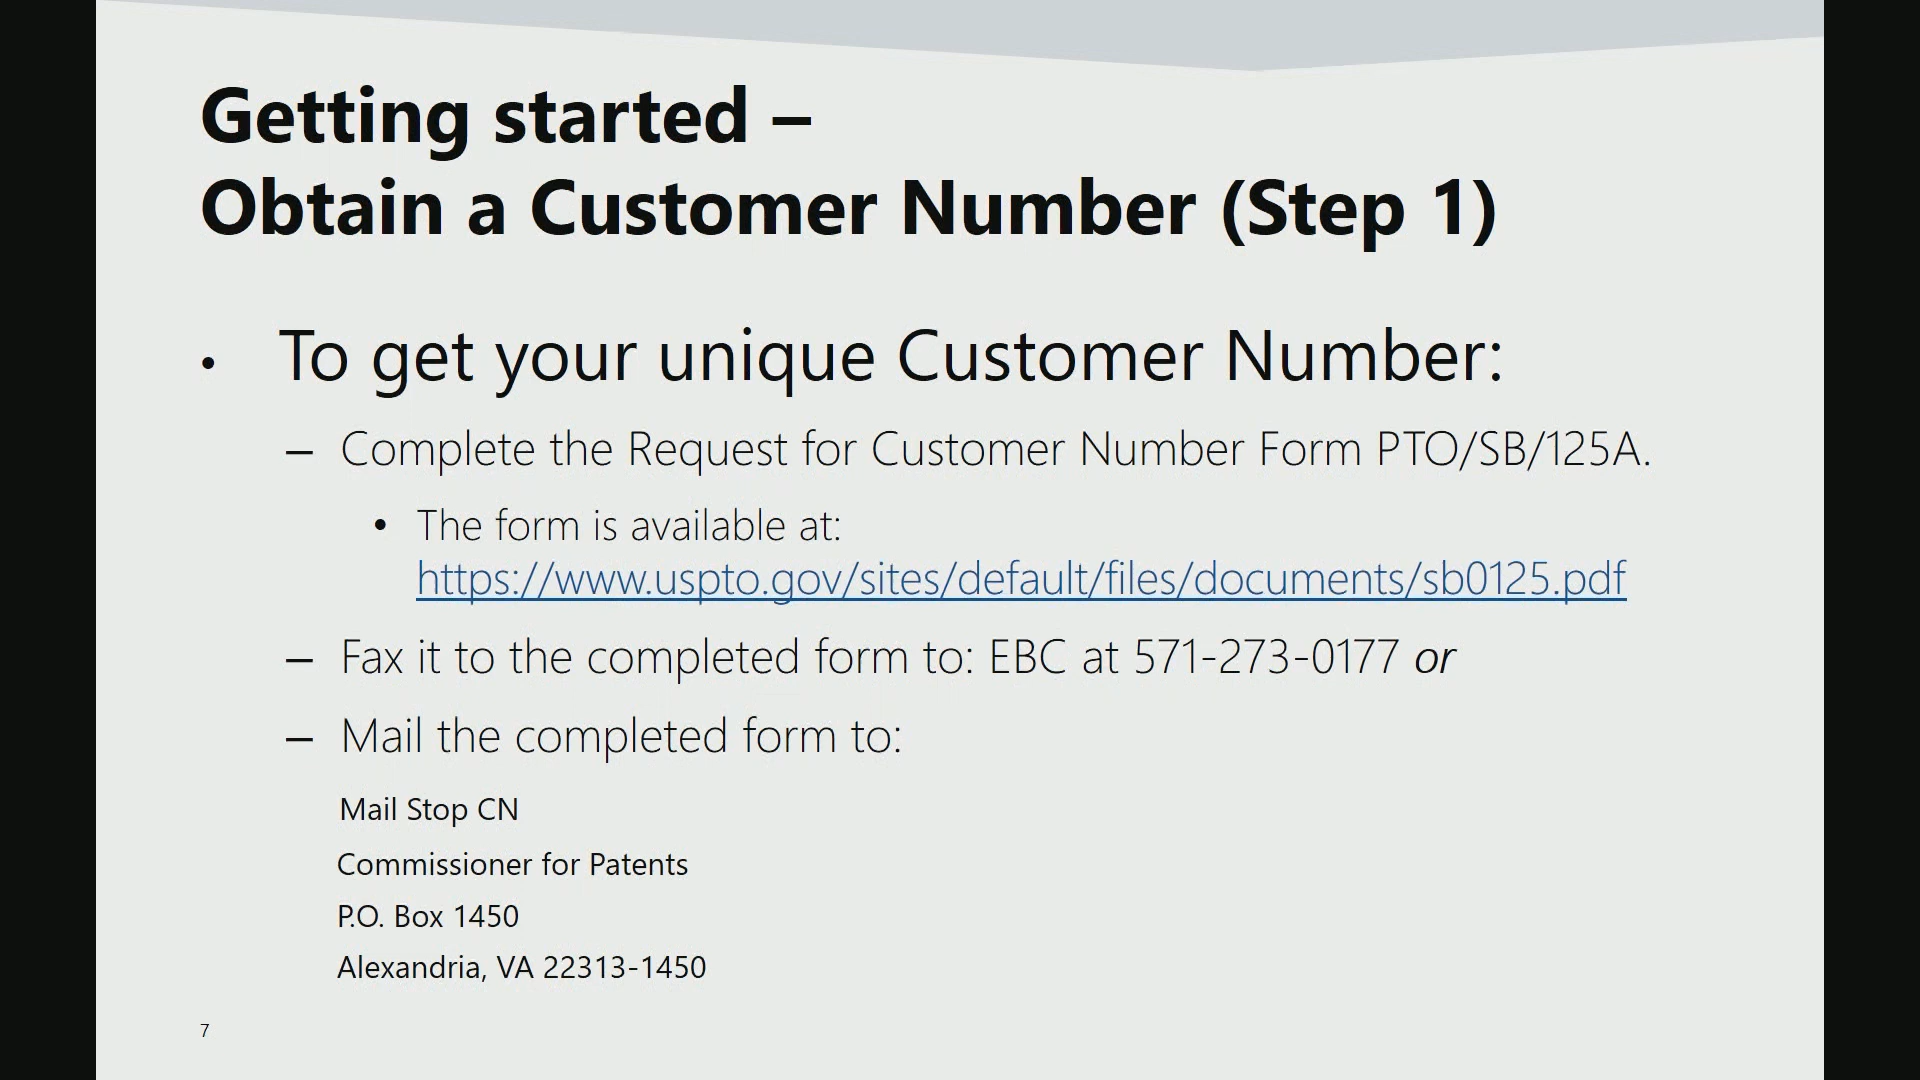 Getting started –
Obtain a Customer Number (Step 1)
• To get your unique Customer Number:
– Complete the Request for Customer Number Form PTO/SB/125A.
• The form is available at:
https://www.uspto.gov/sites/default/files/documents/sb0125.pdf
– Fax it to the completed form to: EBC at 571-273-0177 or
– Mail the completed form to:
Mail Stop CN
Commissioner for Patents
P.O. Box 1450
Alexandria, VA 22313-1450
7